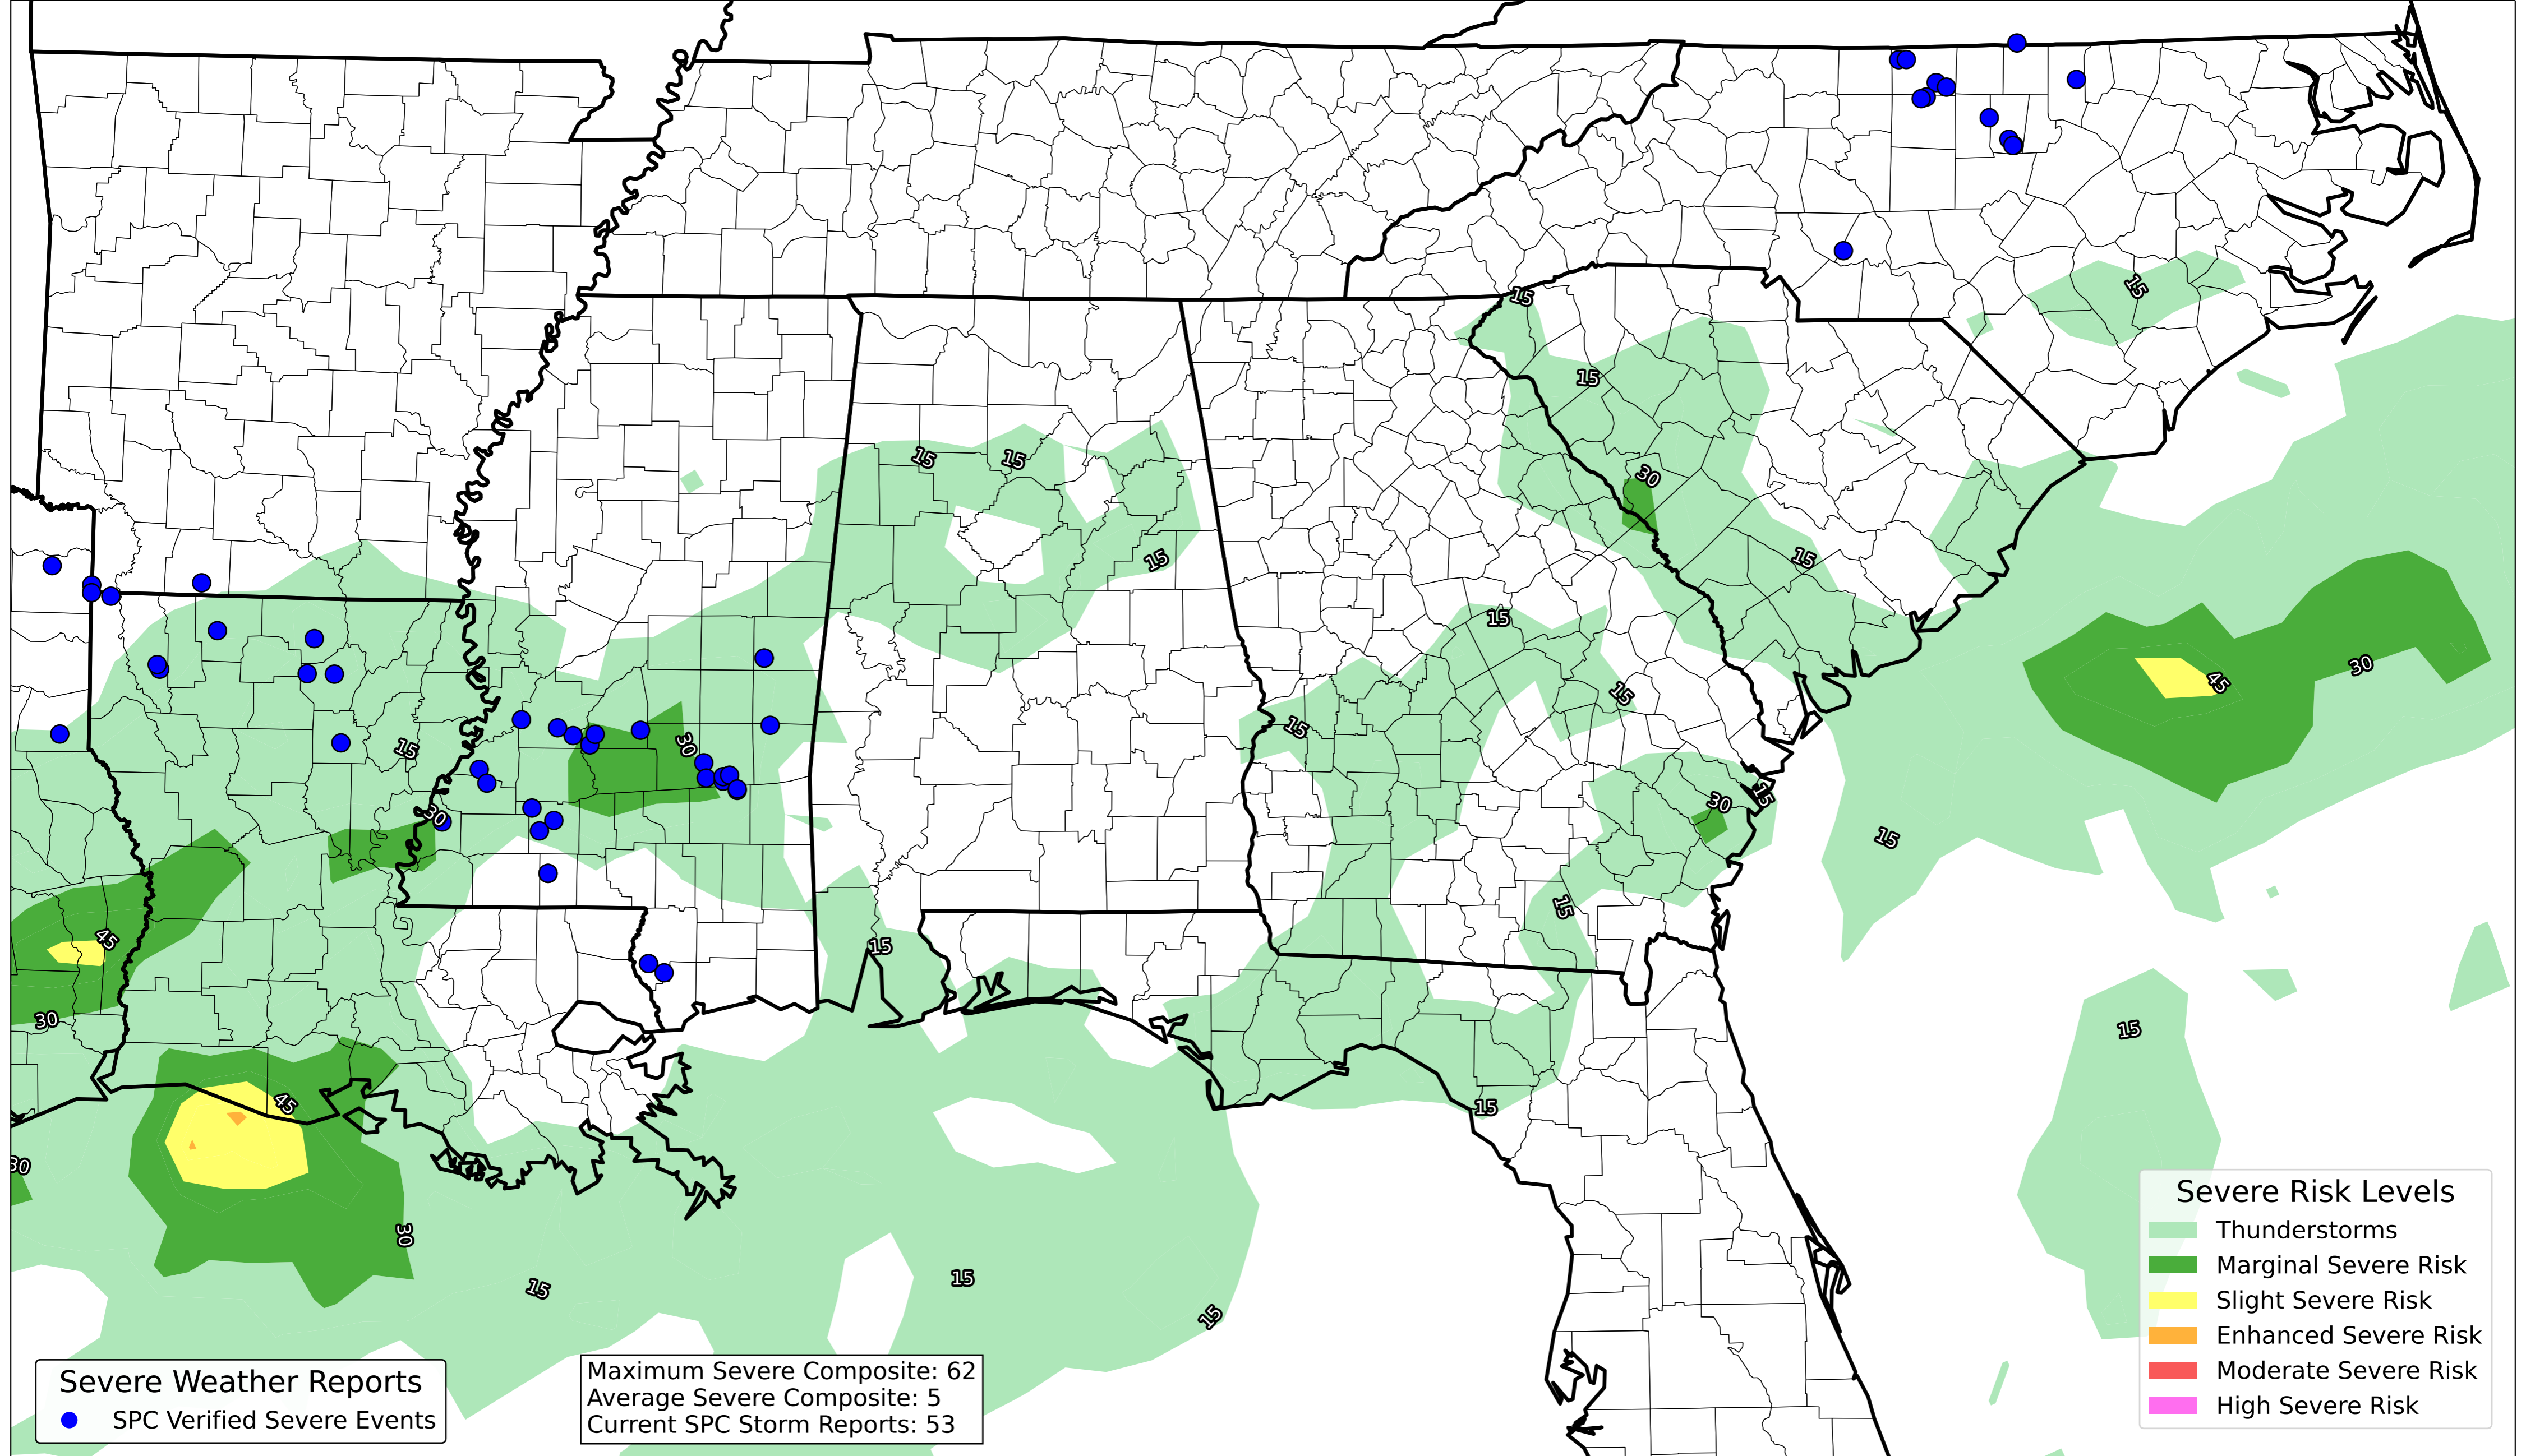 15
15
15
15
30
15
15
15
15
15
30
45
30
15
30
15
30
30
15
15
45
15
15
30
15
45
15
30
30
15
15
15
Severe Risk Levels
Thunderstorms
Marginal Severe Risk
Slight Severe Risk
Enhanced Severe Risk
Moderate Severe Risk
High Severe Risk
Severe Weather Reports
SPC Verified Severe Events
Maximum Severe Composite: 62
Average Severe Composite: 5
Current SPC Storm Reports: 53